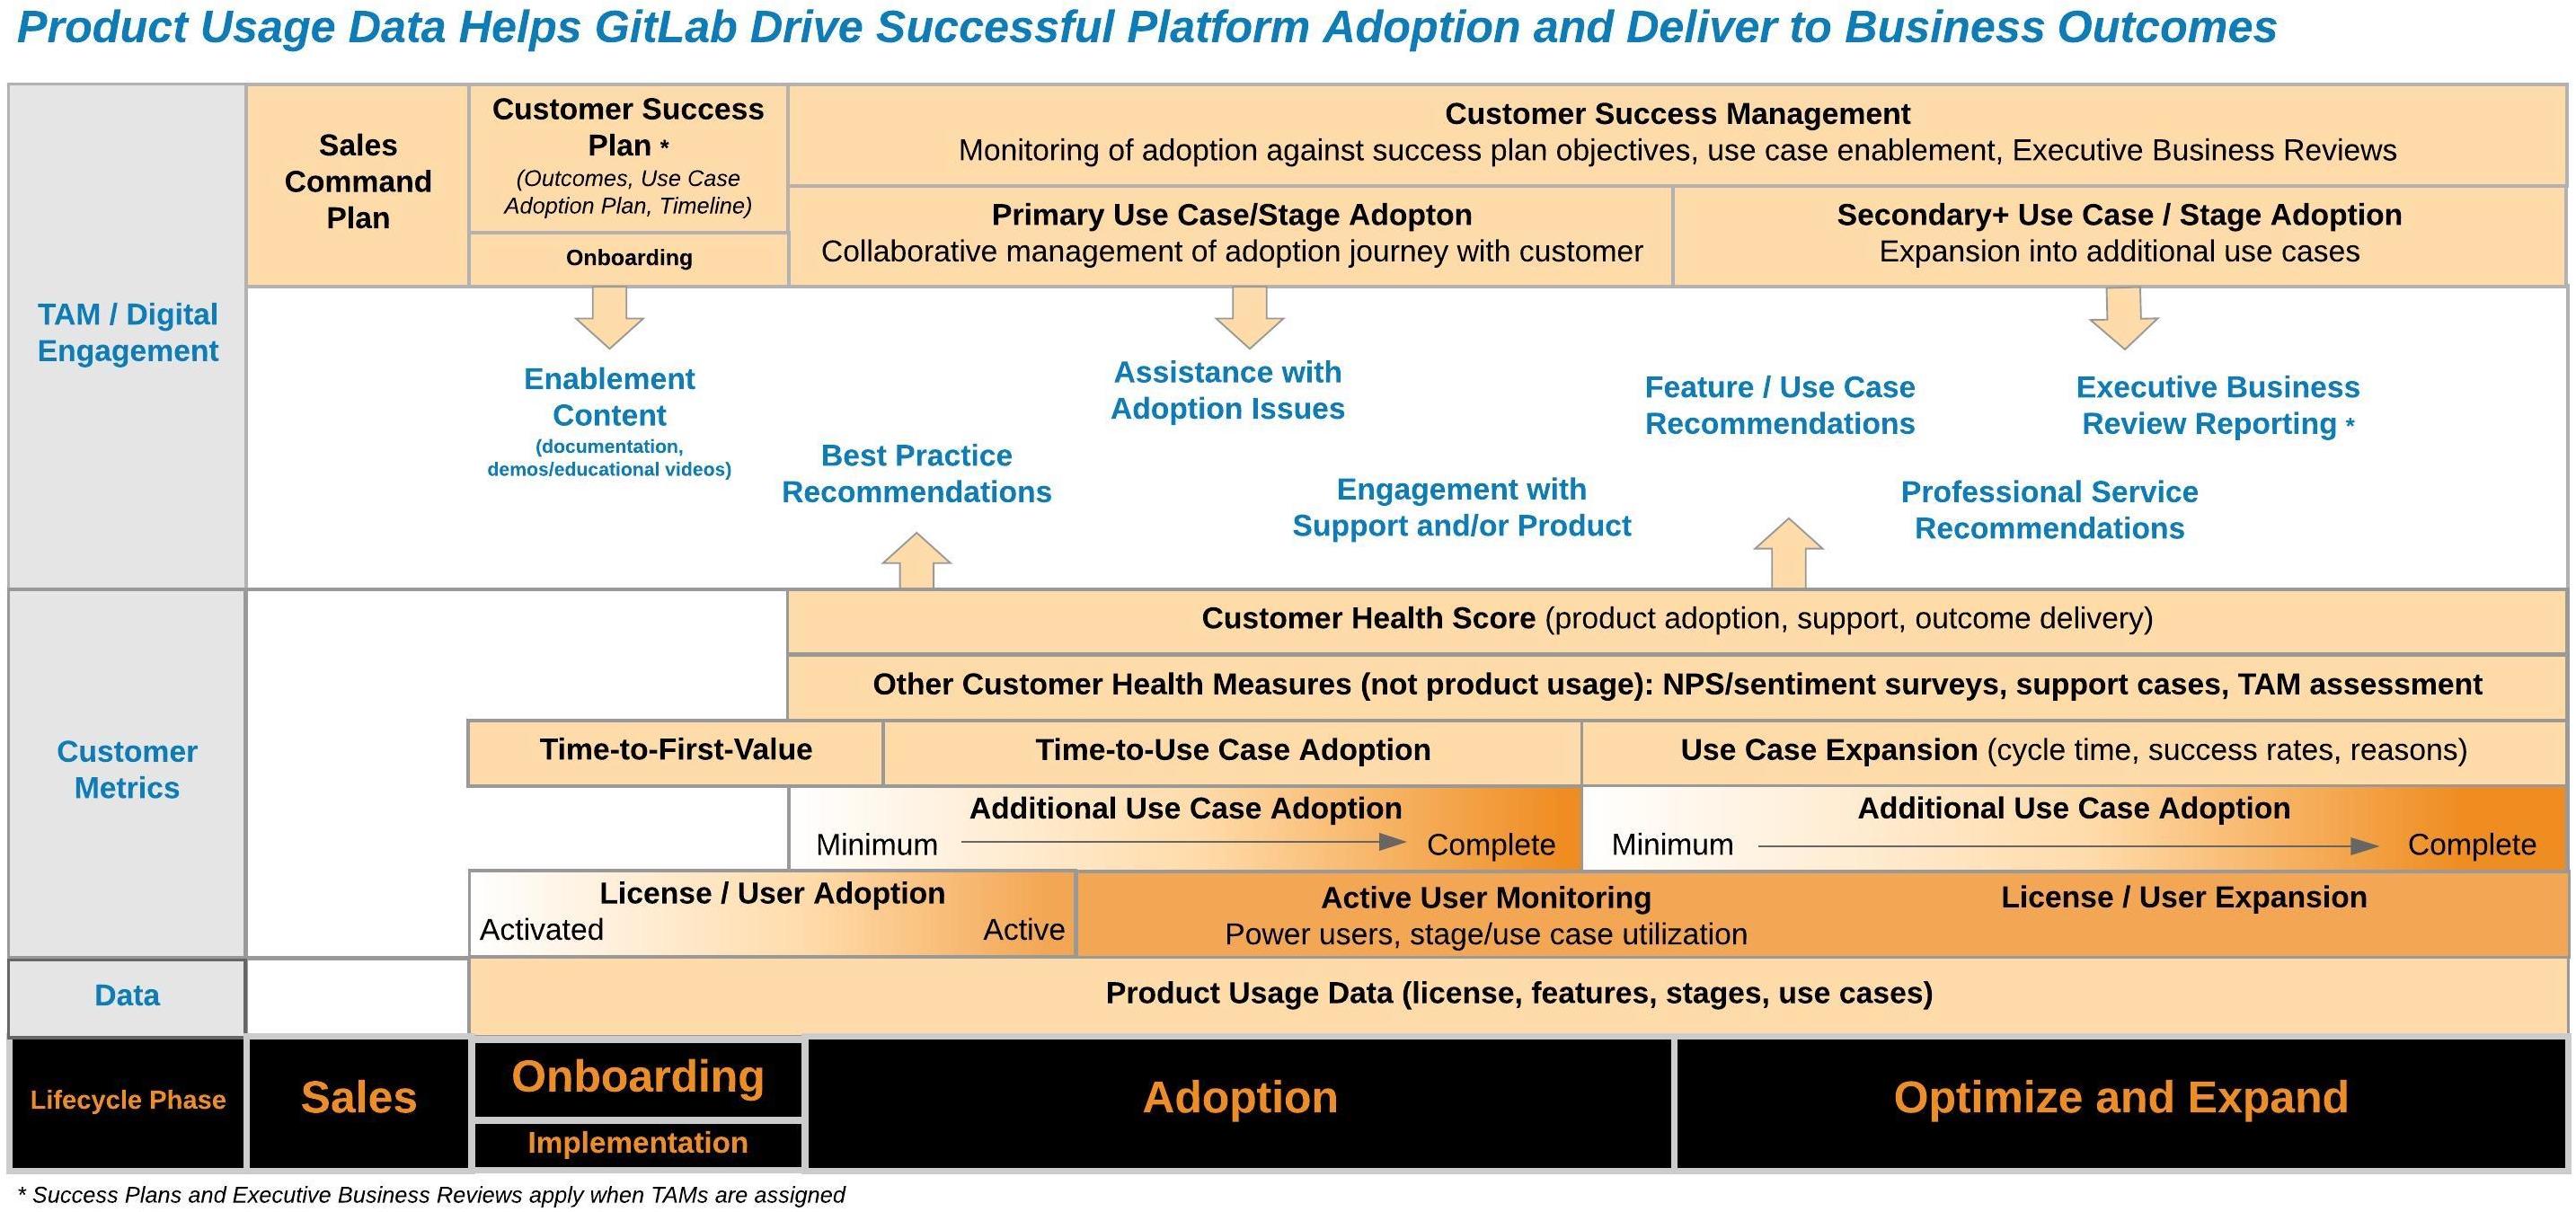 Product Usage Data Helps GitLab Drive Successful Platform Adoption and Deliver to Business Outcomes
TAM / Digital
Engagement
Sales
Command
Plan
Customer Success
Plan *
(Outcomes, Use Case
Adoption Plan, Timeline)
Onboarding
Customer Success Management
Monitoring of adoption against success plan objectives, use case enablement, Executive Business Reviews
Primary Use Case/Stage Adopton
Collaborative management of adoption journey with customer
Secondary+ Use Case / Stage Adoption
Expansion into additional use cases
Enablement
Content
(documentation,
demos/educational videos)
Best Practice
Recommendations
Assistance with
Adoption Issues
Engagement with
Support and/or Product
Feature / Use Case
Recommendations
Executive Business
Review Reporting *
Professional Service
Recommendations
Customer
Metrics
Customer Health Score (product adoption, support, outcome delivery)
Other Customer Health Measures (not product usage): NPS/sentiment surveys, support cases, TAM assessment
Time-to-First-Value
Time-to-Use Case Adoption
Use Case Expansion (cycle time, success rates, reasons)
Additional Use Case Adoption
Minimum
Complete
Additional Use Case Adoption
Minimum
Complete
License / User Adoption
Activated
Active
Active User Monitoring
Power users, stage/use case utilization
License / User Expansion
Data
Product Usage Data (license, features, stages, use cases)
Lifecycle Phase
Sales
Onboarding
Implementation
Adoption
Optimize and Expand
* Success Plans and Executive Business Reviews apply when TAMs are assigned